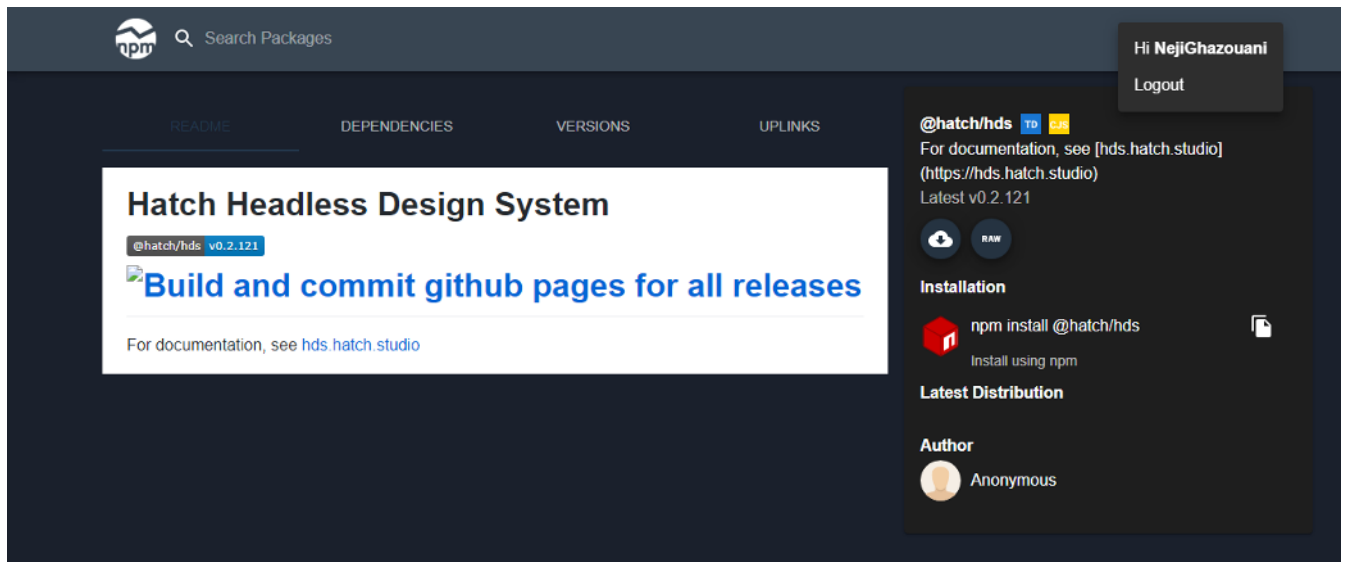 npm
Search Packages
Hi NejiGhazouani
Logout
README
DEPENDENCIES
VERSIONS
UPLINKS
Hatch Headless Design System
@hatch/hds v0.2.121
Build and commit github pages for all releases
For documentation, see hds.hatch.studio
@hatch/hds TD CJS
For documentation, see [hds.hatch.studio]
(https://hds.hatch.studio)
Latest v0.2.121
RAW
Installation
npm install @hatch/hds
Install using npm
Latest Distribution
Author
Anonymous